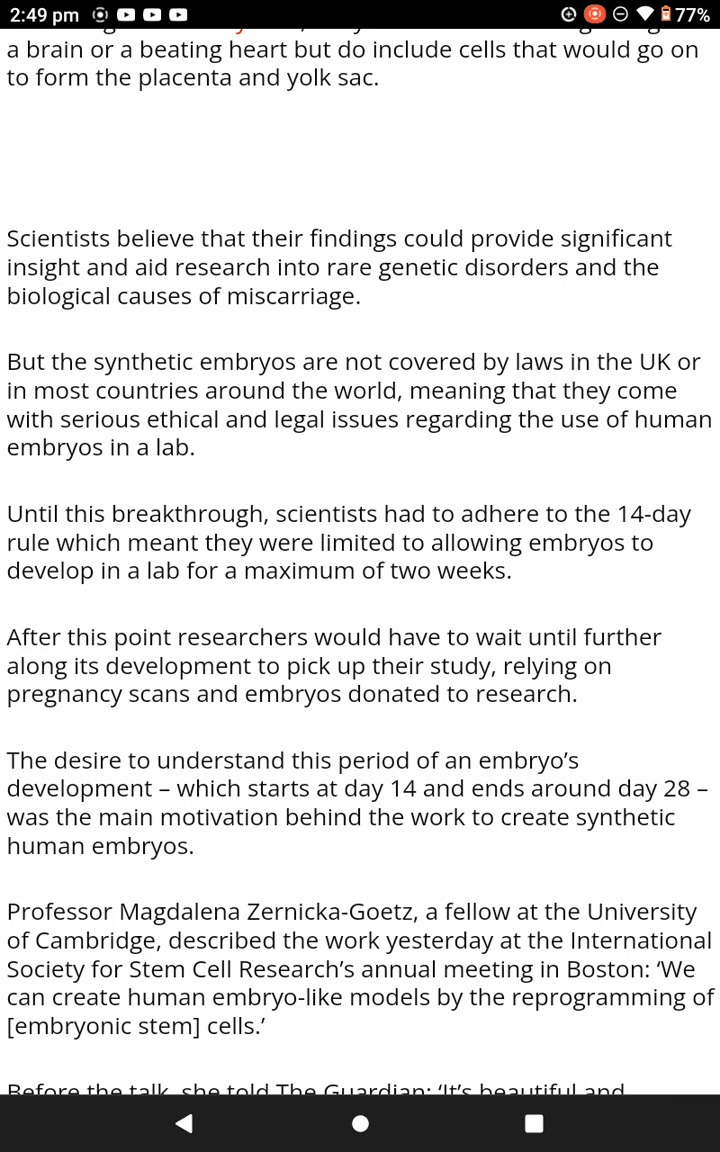 2:49 pm
77%
a brain or a beating heart but do include cells that would go on
to form the placenta and yolk sac.
Scientists believe that their findings could provide significant
insight and aid research into rare genetic disorders and the
biological causes of miscarriage.
But the synthetic embryos are not covered by laws in the UK or
in most countries around the world, meaning that they come
with serious ethical and legal issues regarding the use of human
embryos in a lab.
Until this breakthrough, scientists had to adhere to the 14-day
rule which meant they were limited to allowing embryos to
develop in a lab for a maximum of two weeks.
After this point researchers would have to wait until further
along its development to pick up their study, relying on
pregnancy scans and embryos donated to research.
The desire to understand this period of an embryo’s
development – which starts at day 14 and ends around day 28 –
was the main motivation behind the work to create synthetic
human embryos.
Professor Magdalena Zernicka-Goetz, a fellow at the University
of Cambridge, described the work yesterday at the International
Society for Stem Cell Research’s annual meeting in Boston: ‘We
can create human embryo-like models by the reprogramming of
[embryonic stem] cells.’
Before the talk, she told The Guardian: ‘It’s beautiful and